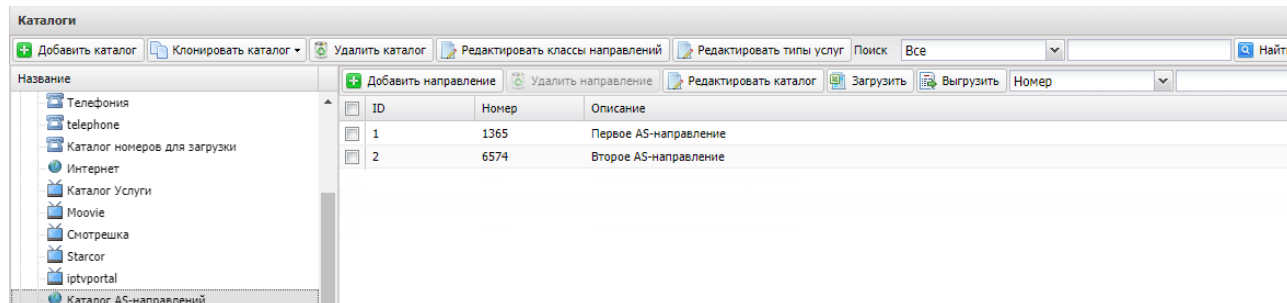 Каталоги
Добавить каталог Клонировать каталог Удалить каталог Редактировать классы направлений Редактировать типы услуг Поиск Все Найти
Название
Добавить направление Удалить направление Редактировать каталог Загрузить Выгрузить Номер
Телефония
telephone
Каталог номеров для загрузки
Интернет
Каталог Услуги
Moovie
Смотрешка
Starcor
iptvportal
Каталог AS-направлений
ID Номер Описание
1 1365 Первое AS-направление
2 6574 Второе AS-направление